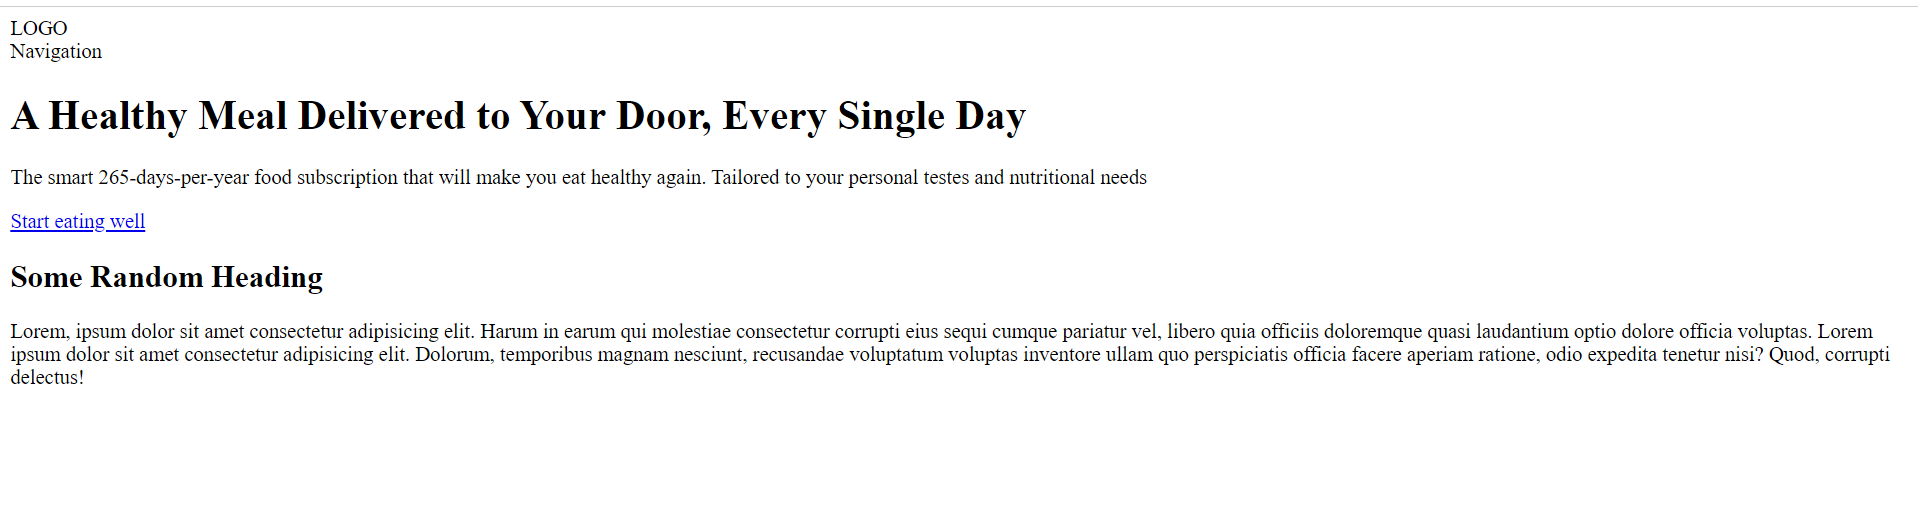 LOGO
Navigation
A Healthy Meal Delivered to Your Door, Every Single Day
The smart 265-days-per-year food subscription that will make you eat healthy again. Tailored to your personal testes and nutritional needs
Start eating well
Some Random Heading
Lorem, ipsum dolor sit amet consectetur adipisicing elit. Harum in earum qui molestiae consectetur corrupti eius sequi cumque pariatur vel, libero quia officiis doloremque quasi laudantium optio dolore officia voluptas. Lorem
ipsum dolor sit amet consectetur adipisicing elit. Dolorum, temporibus magnam nesciunt, recusandae voluptatum voluptas inventore ullam quo perspiciatis officia facere aperiam ratione, odio expedita tenetur nisi? Quod, corrupti
delectus!